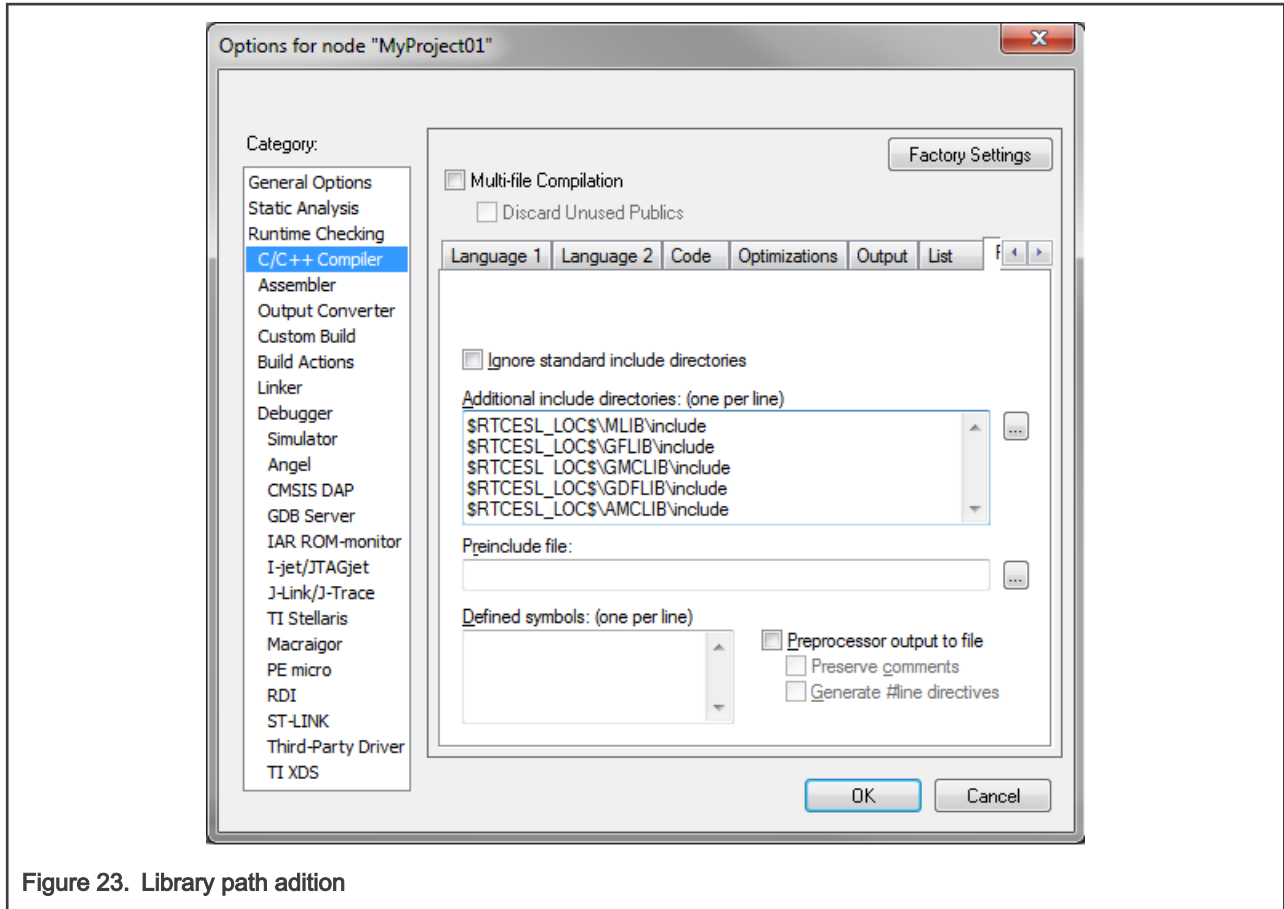 Options for node "MyProject01"
Category:
General Options
Static Analysis
Runtime Checking
C/C++ Compiler
Assembler
Output Converter
Custom Build
Build Actions
Linker
Debugger
Simulator
Angel
CMSIS DAP
GDB Server
IAR ROM-monitor
I-jet/JTAGjet
J-Link/J-Trace
TI Stellaris
Macraigor
PE micro
RDI
ST-LINK
Third-Party Driver
TI XDS
Factory Settings
Multi-file Compilation
Discard Unused Publics
Language 1 Language 2 Code Optimizations Output List
Ignore standard include directories
Additional include directories: (one per line)
$RTCESL_LOC$\MLIB\include
$RTCESL_LOC$\GFLIB\include
$RTCESL_LOC$\GMCLIB\include
$RTCESL_LOC$\GDFLIB\include
$RTCESL_LOC$\AMCLIB\include
...
Preinclude file:
...
Defined symbols: (one per line)
Preprocessor output to file
Preserve comments
Generate #line directives
OK Cancel
Figure 23. Library path adition